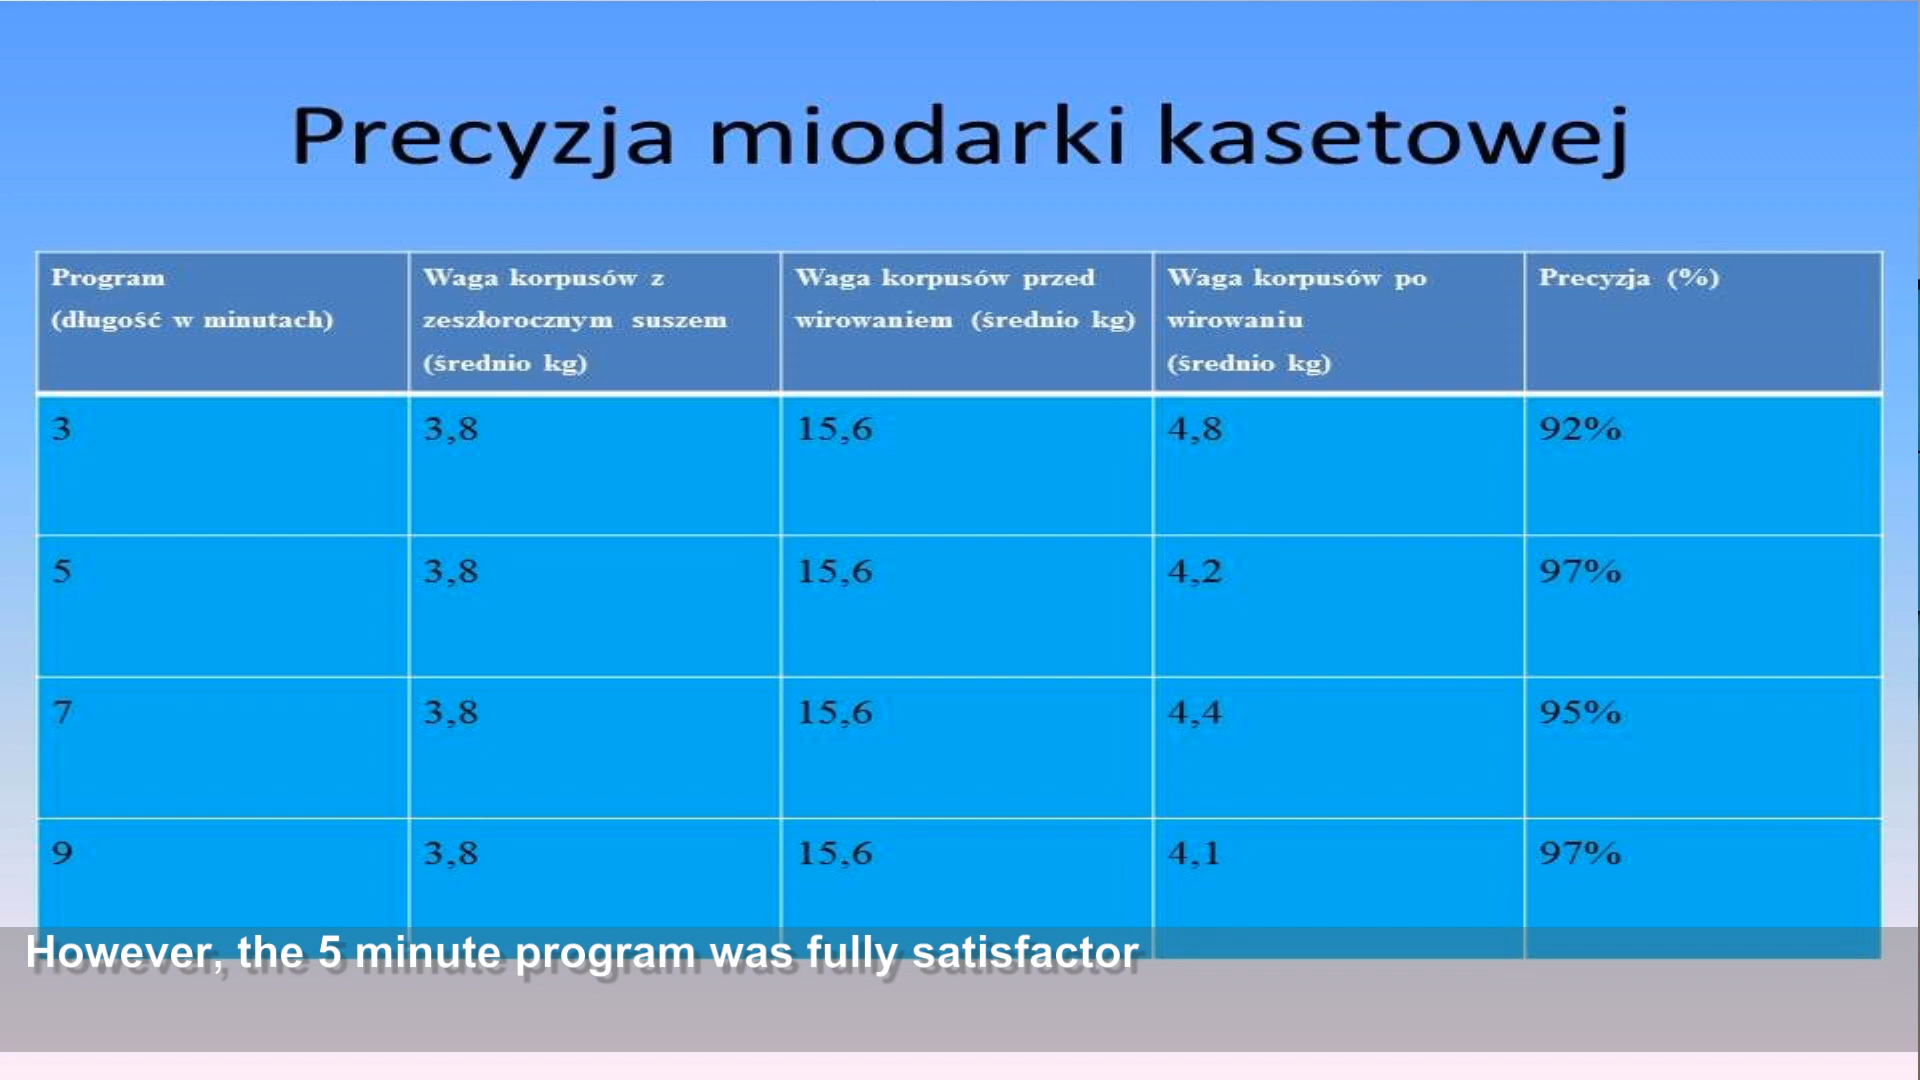 Precyzja miodarki kasetowej
Program
(długość w minutach)
Waga korpusów z
zeszłorocznym suszem
(średnio kg)
Waga korpusów przed
wirowaniem (średnio kg)
Waga korpusów po
wirowaniu
(średnio kg)
Precyzja (%)
3 3,8 15,6 4,8 92%
5 3,8 15,6 4,2 97%
7 3,8 15,6 4,4 95%
9 3,8 15,6 4,1 97%
However, the 5 minute program was fully satisfactor